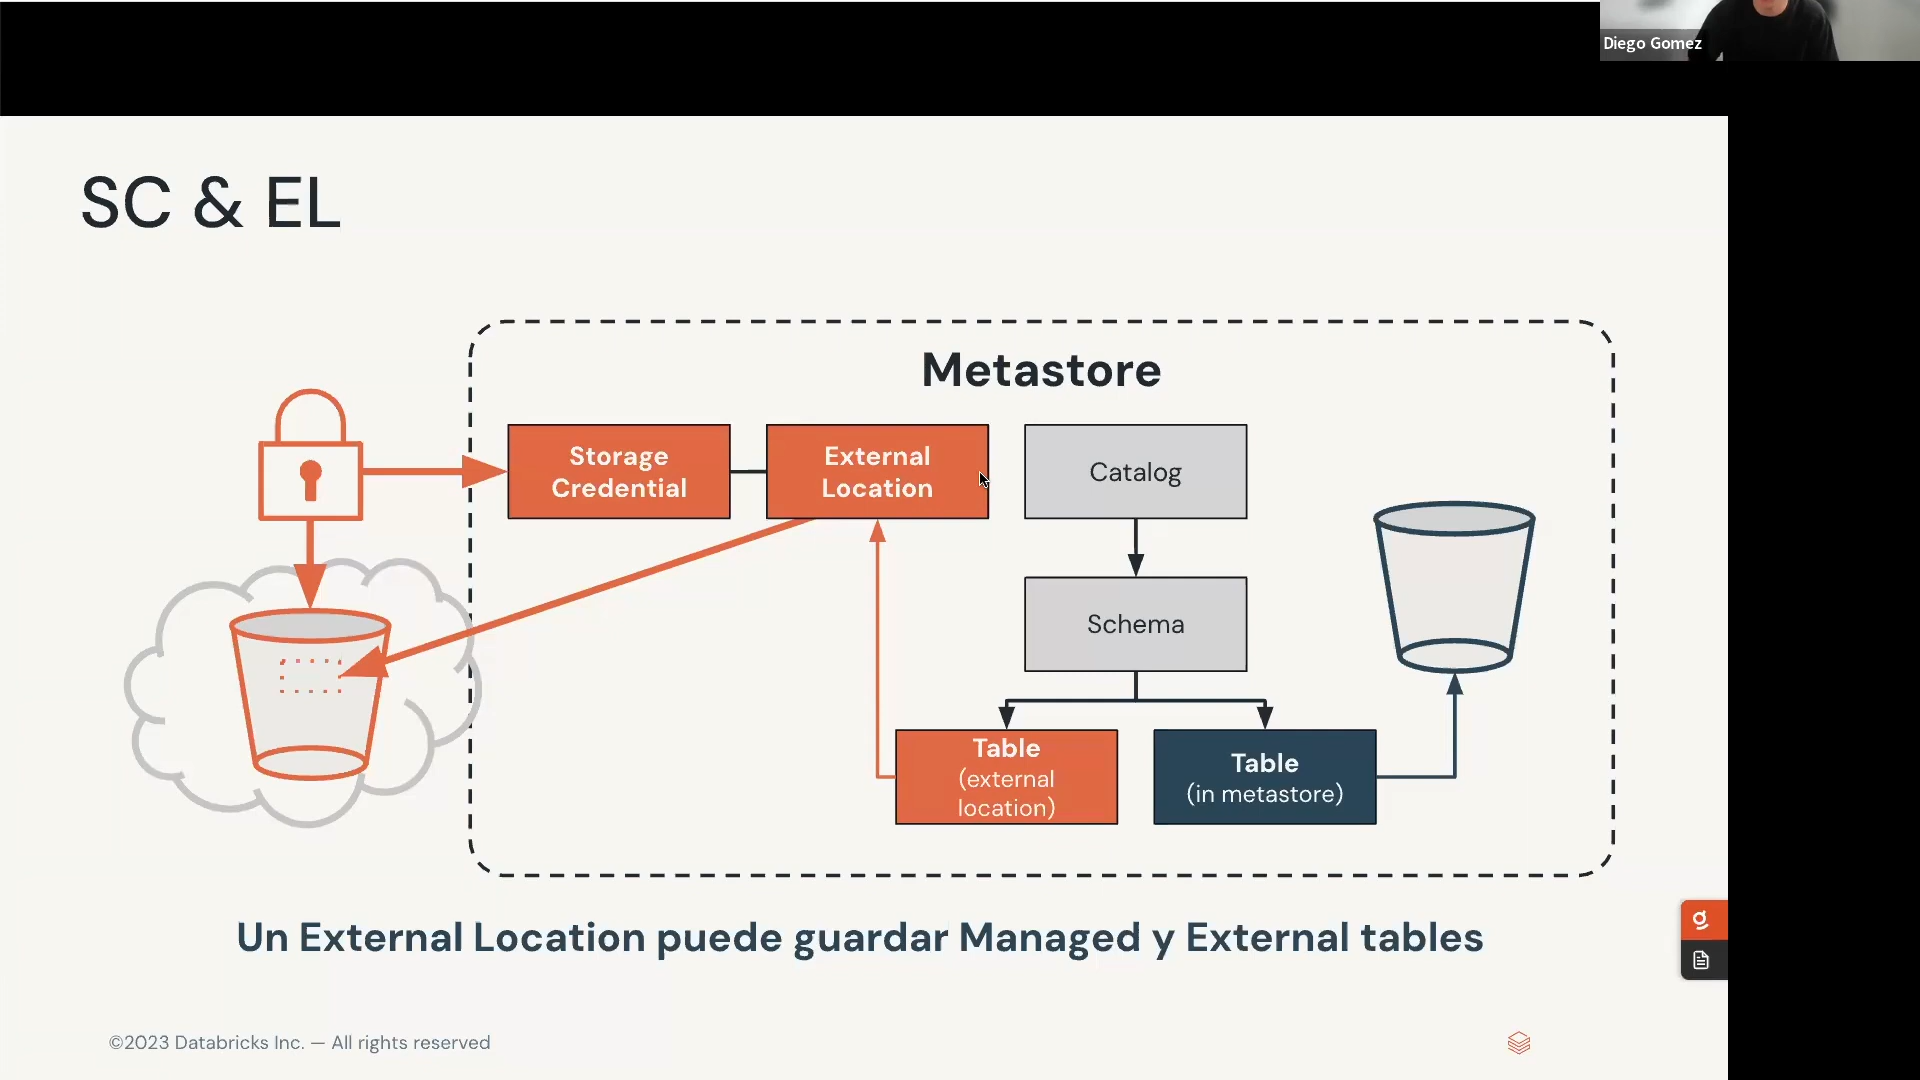 Diego Gomez
SC & EL
Metastore
Storage
Credential
External
Location
Catalog
Schema
Table
(external
location)
Table
(in metastore)
Un External Location puede guardar Managed y External tables
©2023 Databricks Inc. — All rights reserved